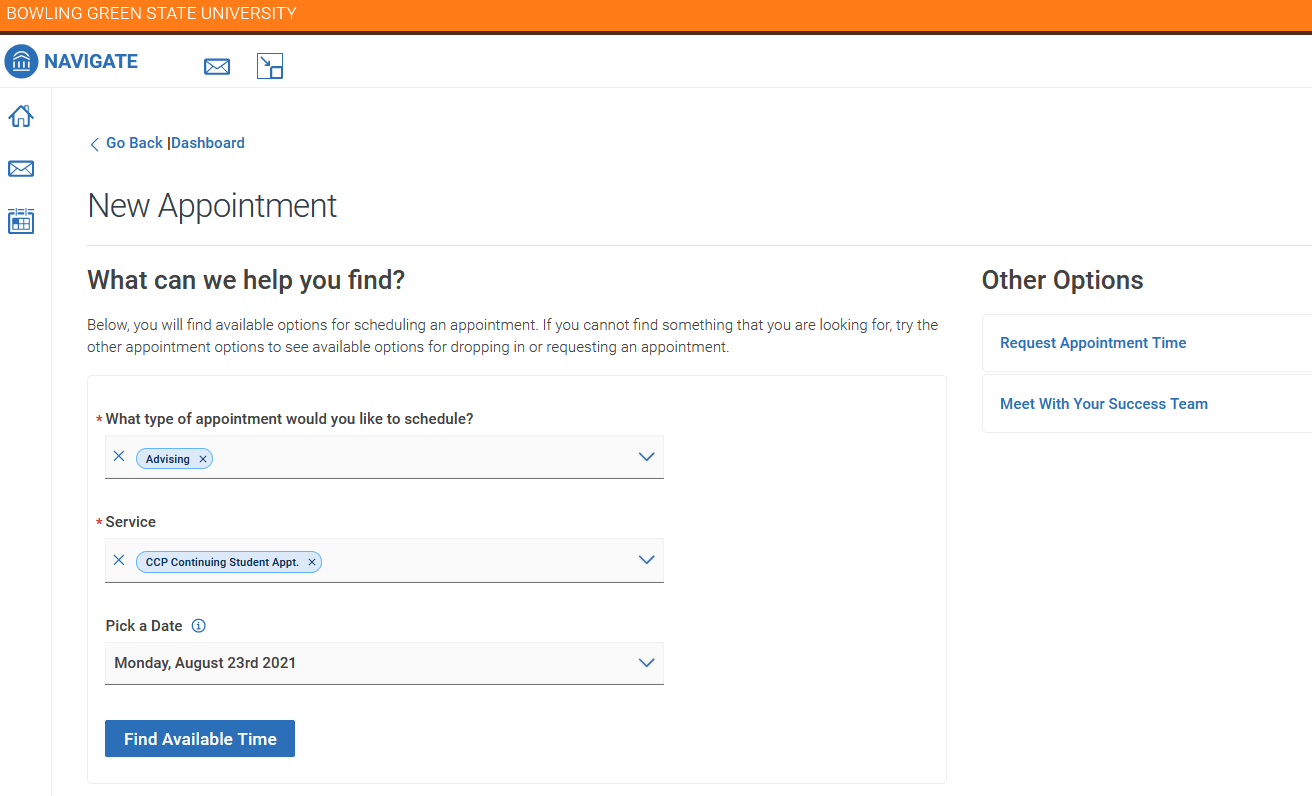 BOWLING GREEN STATE UNIVERSITY
NAVIGATE
Go Back |Dashboard
New Appointment
What can we help you find?
Below, you will find available options for scheduling an appointment. If you cannot find something that you are looking for, try the
other appointment options to see available options for dropping in or requesting an appointment.
* What type of appointment would you like to schedule?
Advising
* Service
CCP Continuing Student Appt.
Pick a Date
Monday, August 23rd 2021
Find Available Time
Other Options
Request Appointment Time
Meet With Your Success Team